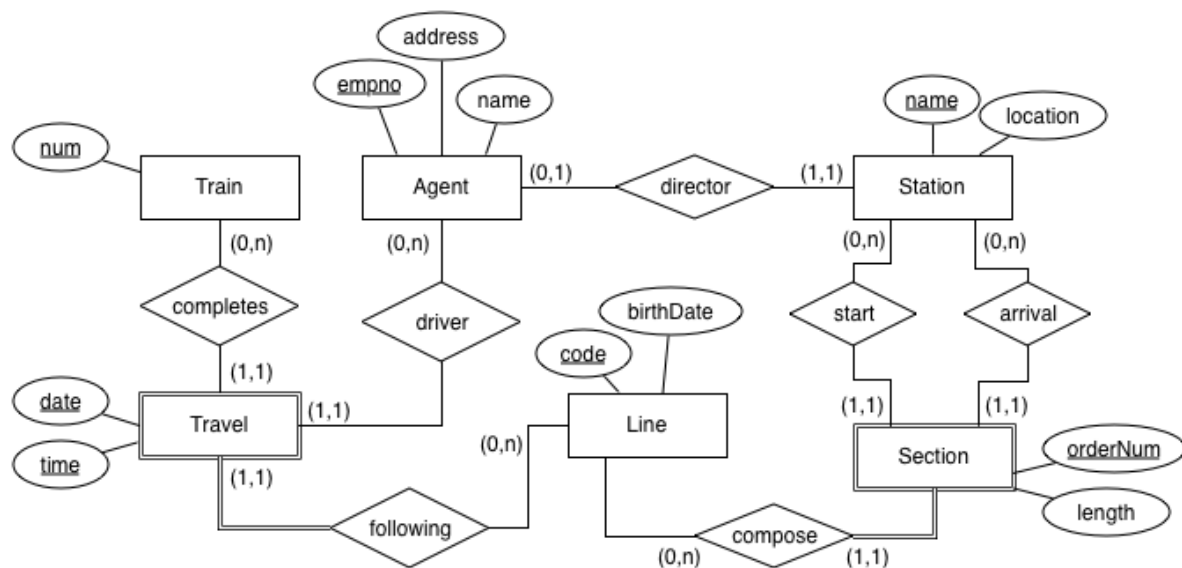 address
empno
name
name
location
num
Train
Agent
(0,1)
director
(1,1)
Station
(0,n)
(0,n)
(0,n)
(0,n)
completes
driver
birthDate
start
arrival
code
(1,1)
date
Travel
(1,1)
(0,n)
Line
(1,1)
(1,1)
time
(1,1)
Section
orderNum
length
following
compose
(0,n)
(1,1)